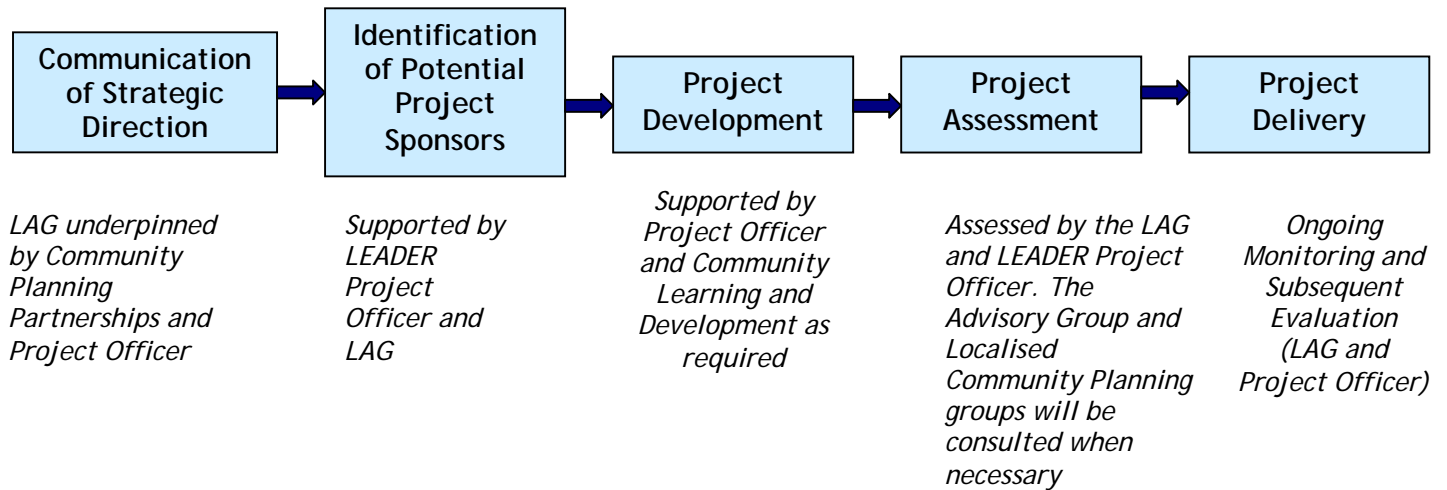 Communication
of Strategic
Direction
Identification
of Potential
Project
Sponsors
Project
Development
Project
Assessment
Project
Delivery
LAG underpinned
by Community
Planning
Partnerships and
Project Officer
Supported by
LEADER
Project
Officer and
LAG
Supported by
Project Officer
and Community
Learning and
Development as
required
Assessed by the LAG
and LEADER Project
Officer. The
Advisory Group and
Localised
Community Planning
groups will be
consulted when
necessary
Ongoing
Monitoring and
Subsequent
Evaluation
(LAG and
Project Officer)